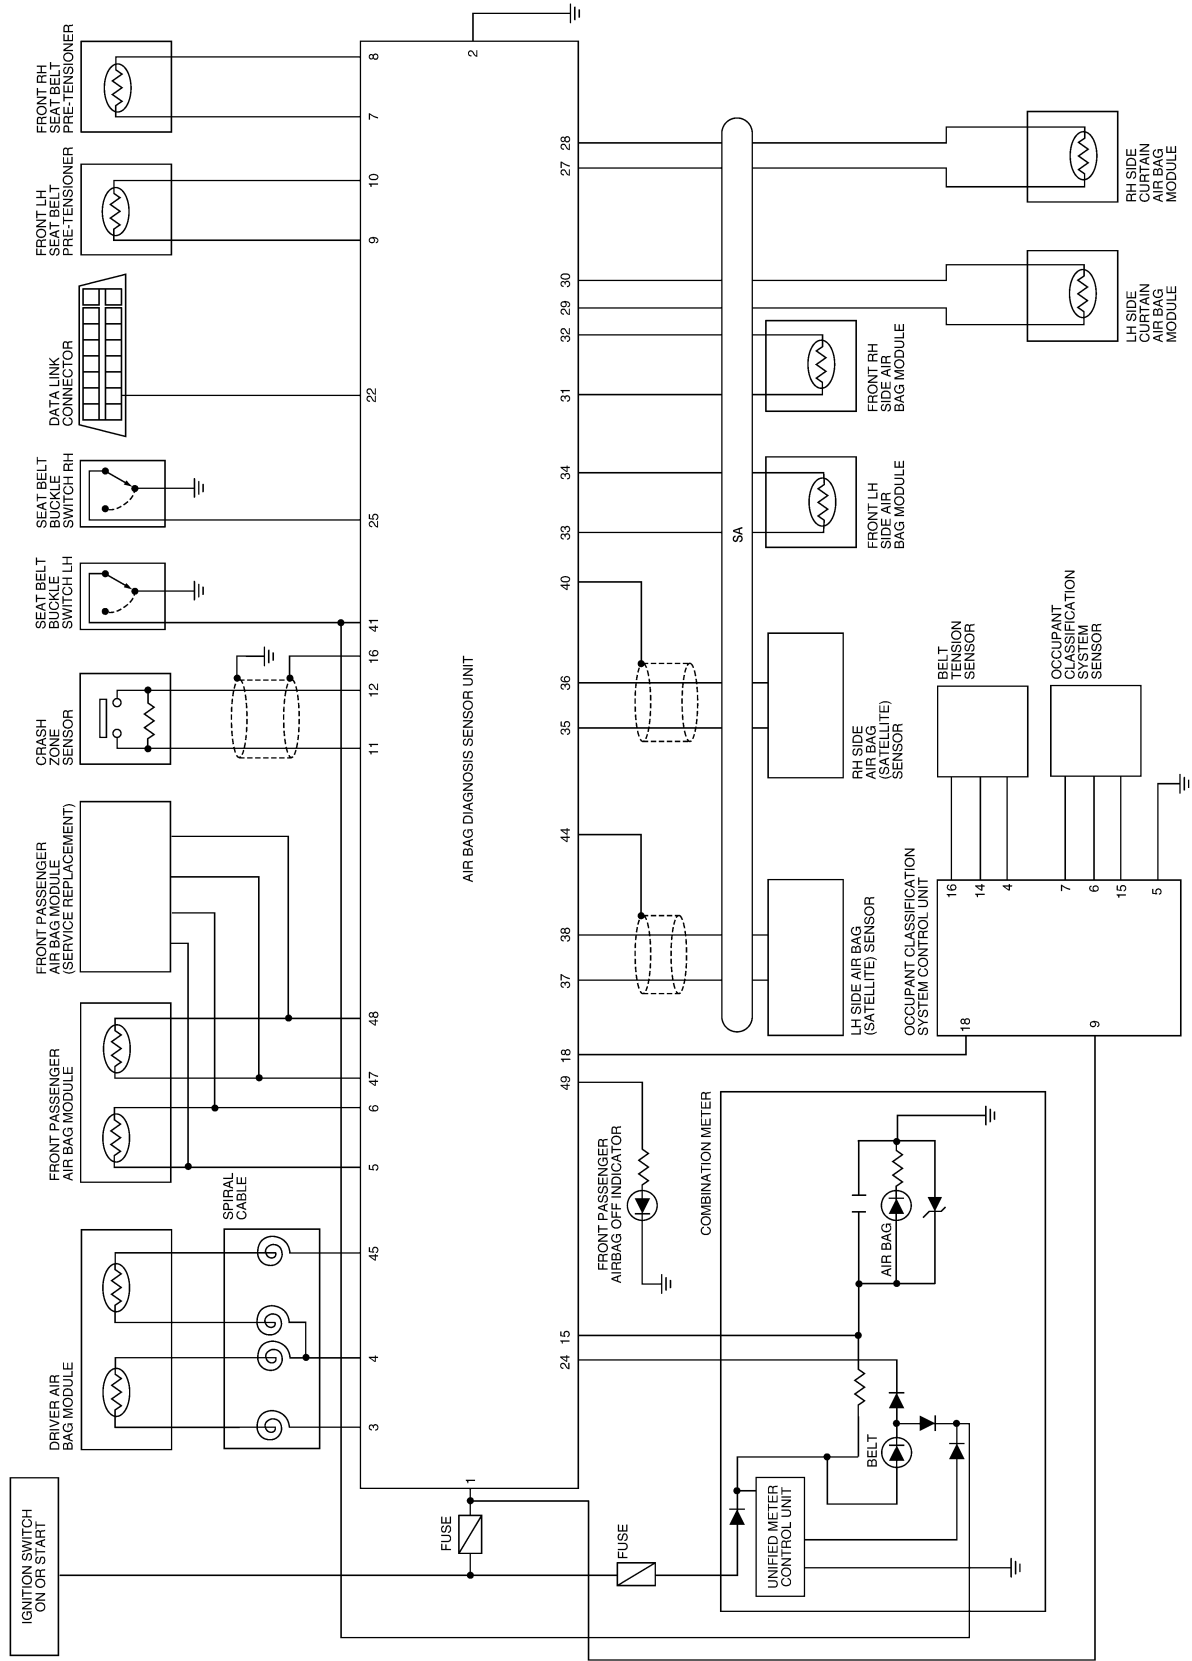 IGNITION SWITCH
ON OR START
DRIVER AIR
BAG MODULE
SPIRAL
CABLE
FRONT PASSENGER
AIR BAG MODULE
FRONT PASSENGER
AIR BAG MODULE
(SERVICE REPLACEMENT)
CRASH
ZONE
SENSOR
SEAT BELT
BUCKLE
SWITCH LH
SEAT BELT
BUCKLE
SWITCH RH
DATA LINK
CONNECTOR
FRONT LH
SEAT BELT
PRE-TENSIONER
FRONT RH
SEAT BELT
PRE-TENSIONER
3
4
45
5
6
47
48
11
12
16
41
25
22
9
10
7
8
FUSE
1
AIR BAG DIAGNOSIS SENSOR UNIT
2
24
15
49
18
37
38
44
35
36
40
33
34
31
32
29
30
27
28
FUSE
FRONT PASSENGER
AIRBAG OFF INDICATOR
SA
COMBINATION METER
UNIFIED METER
CONTROL UNIT
BELT
AIR BAG
LH SIDE AIR BAG
(SATELLITE) SENSOR
RH SIDE
AIR BAG
(SATELLITE)
SENSOR
FRONT LH
SIDE AIR
BAG MODULE
FRONT RH
SIDE AIR
BAG MODULE
OCCUPANT CLASSIFICATION
SYSTEM CONTROL UNIT
18
9
16
14
4
7
6
15
5
BELT
TENSION
SENSOR
OCCUPANT
CLASSIFICATION
SYSTEM
SENSOR
LH SIDE
CURTAIN
AIR BAG
MODULE
RH SIDE
CURTAIN
AIR BAG
MODULE